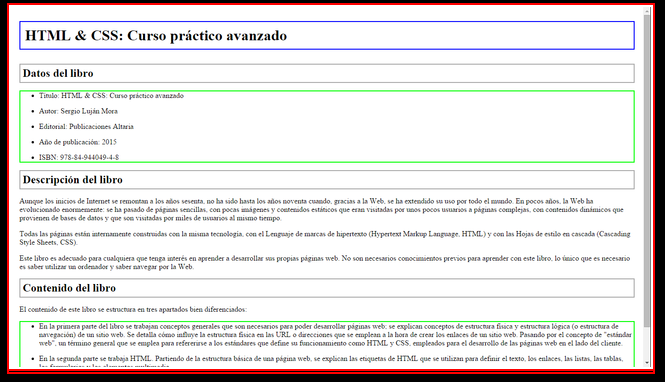 HTML & CSS: Curso práctico avanzado
Datos del libro
Título: HTML & CSS: Curso práctico avanzado
Autor: Sergio Luján Mora
Editorial: Publicaciones Altaria
Año de publicación: 2015
ISBN: 978-84-944049-4-8
Descripción del libro
Aunque los inicios de Internet se remontan a los años sesenta, no ha sido hasta los años noventa cuando, gracias a la Web, se ha extendido su uso por todo el mundo. En pocos años, la Web ha
evolucionado enormemente: se ha pasado de páginas sencillas, con pocas imágenes y contenidos estáticos que eran visitadas por unos pocos usuarios a páginas complejas, con contenidos dinámicos que
provienen de bases de datos y que son visitadas por miles de usuarios al mismo tiempo.
Todas las páginas están internamente construidas con la misma tecnología, con el Lenguaje de marcas de hipertexto (Hypertext Markup Language, HTML) y con las Hojas de estilo en cascada (Cascading
Style Sheets, CSS).
Este libro es adecuado para cualquiera que tenga interés en aprender a desarrollar sus propias páginas web. No son necesarios conocimientos previos para aprender con este libro, lo único que es necesario
es saber utilizar un ordenador y saber navegar por la Web.
Contenido del libro
El contenido de este libro se estructura en tres apartados bien diferenciados:
En la primera parte del libro se trabajan conceptos generales que son necesarios para poder desarrollar páginas web; se explican conceptos de estructura física y estructura lógica (o estructura de
navegación) de un sitio web. Se detalla cómo influye la estructura física en las URL o direcciones que se emplean a la hora de crear los enlaces de un sitio web. Pasando por el concepto de "estándar
web", un término general que se emplea para referirse a los estándares que define su funcionamiento como HTML y CSS, empleados para el desarrollo de las páginas web en el lado del cliente.
En la segunda parte se trabaja HTML. Partiendo de la estructura básica de una página web, se explican las etiquetas de HTML que se utilizan para definir el texto, los enlaces, las listas, las tablas,
los formularios y los elementos multimedia.